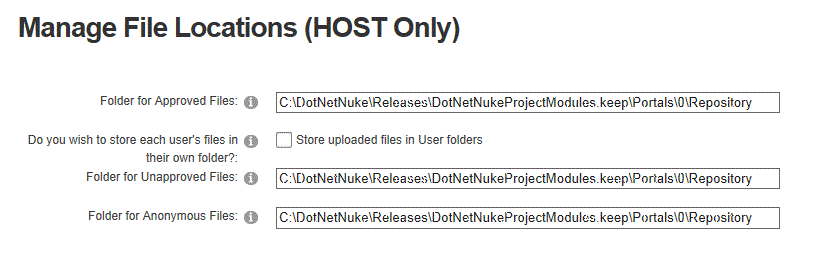 Manage File Locations (HOST Only)
Folder for Approved Files:
C:\DotNetNuke\Releases\DotNetNukeProjectModules.keep\Portals\0\Repository
Do you wish to store each user's files in
their own folder?:
Store uploaded files in User folders
Folder for Unapproved Files:
C:\DotNetNuke\Releases\DotNetNukeProjectModules.keep\Portals\0\Repository
Folder for Anonymous Files:
C:\DotNetNuke\Releases\DotNetNukeProjectModules.keep\Portals\0\Repository